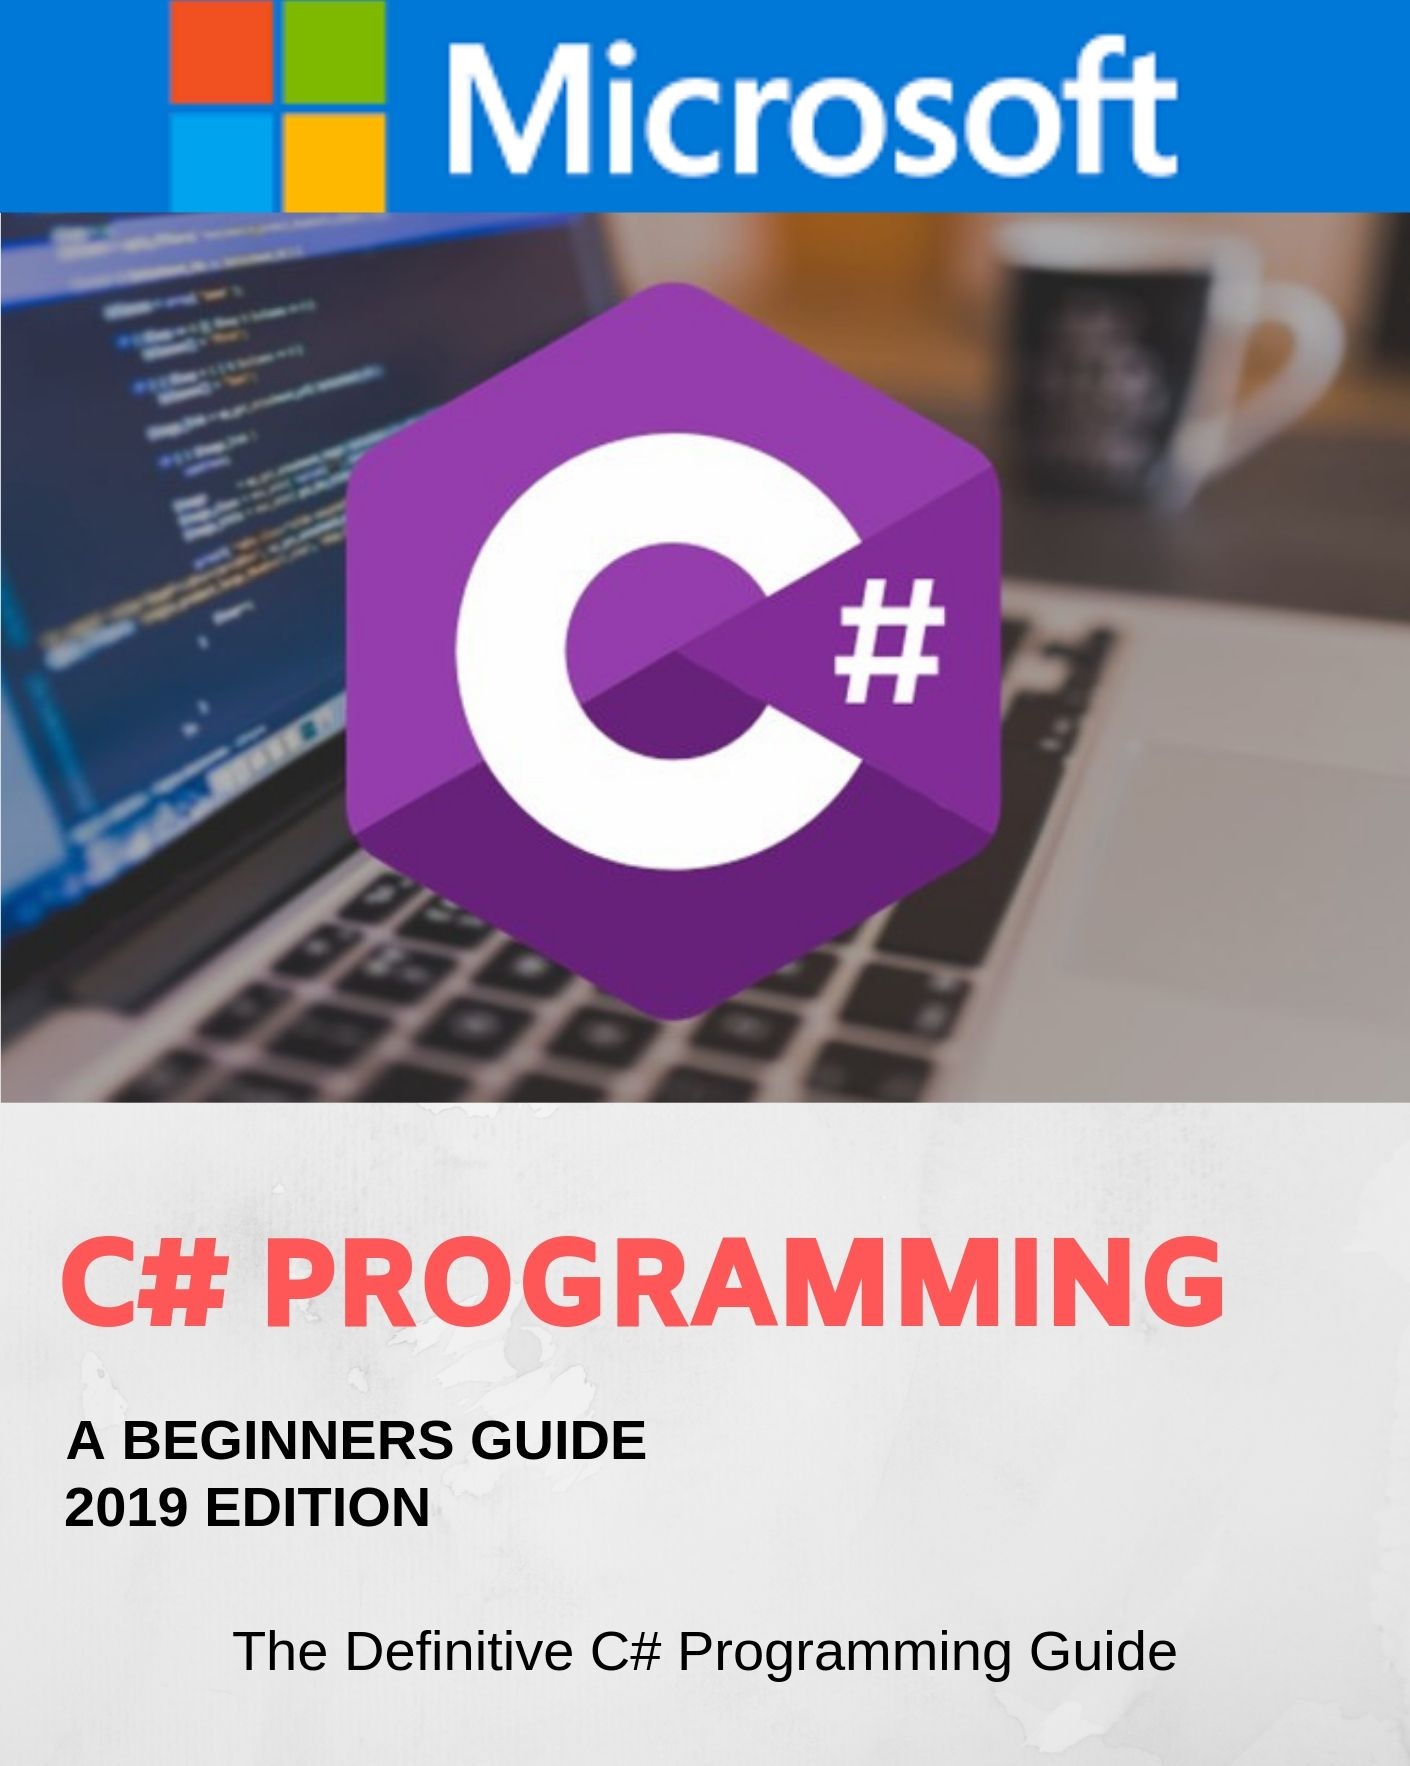 Microsoft
C#
C# PROGRAMMING
A BEGINNERS GUIDE
2019 EDITION
The Definitive C# Programming Guide